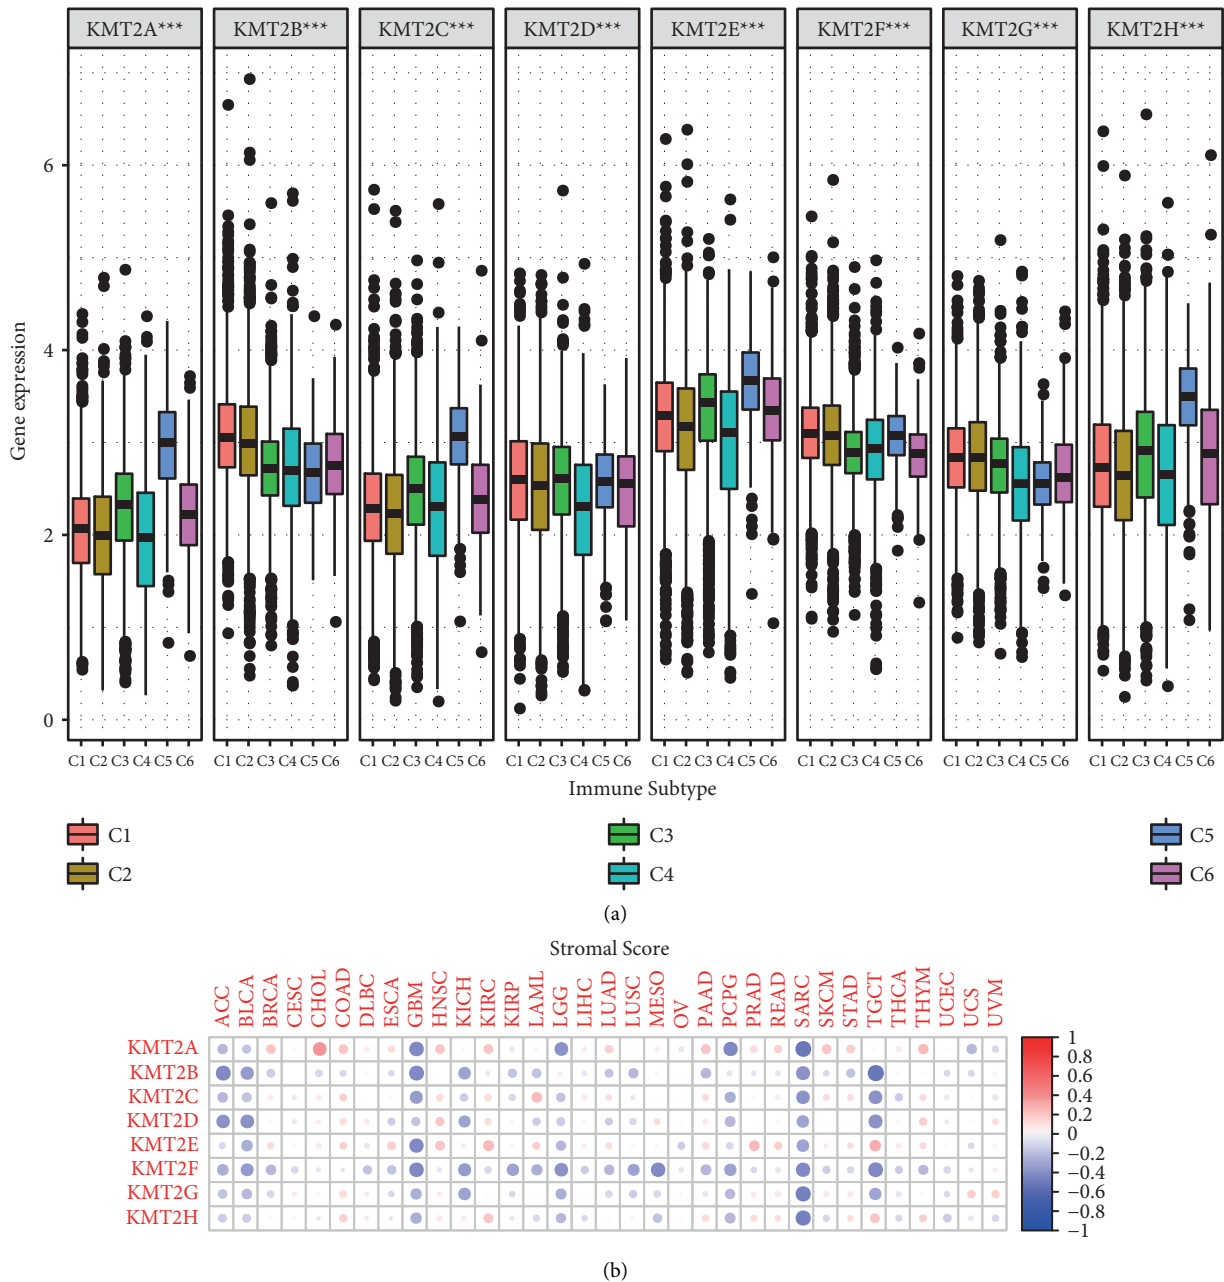 KMT2A*** KMT2B*** KMT2C*** KMT2D*** KMT2E*** KMT2F*** KMT2G*** KMT2H***
Gene expression
6
4
2
0
C1 C2 C3 C4 C5 C6 C1 C2 C3 C4 C5 C6 C1 C2 C3 C4 C5 C6 C1 C2 C3 C4 C5 C6 C1 C2 C3 C4 C5 C6 C1 C2 C3 C4 C5 C6 C1 C2 C3 C4 C5 C6 C1 C2 C3 C4 C5 C6
Immune Subtype
C1 C3 C5
C2 C4 C6
(a)
Stromal Score
ACC BLCA BRCA CESC CHOL COAD DLBC ESCA GBM HNSC KICH KIRC KIRP LAML LGG LIHC LUAD LUSC MESO OV PAAD PCPG PRAD READ SARC SKCM STAD TGCT THCA THYM UCEC UCS UVM
KMT2A
KMT2B
KMT2C
KMT2D
KMT2E
KMT2F
KMT2G
KMT2H
1
0.8
0.6
0.4
0.2
0
−0.2
−0.4
−0.6
−0.8
−1
(b)